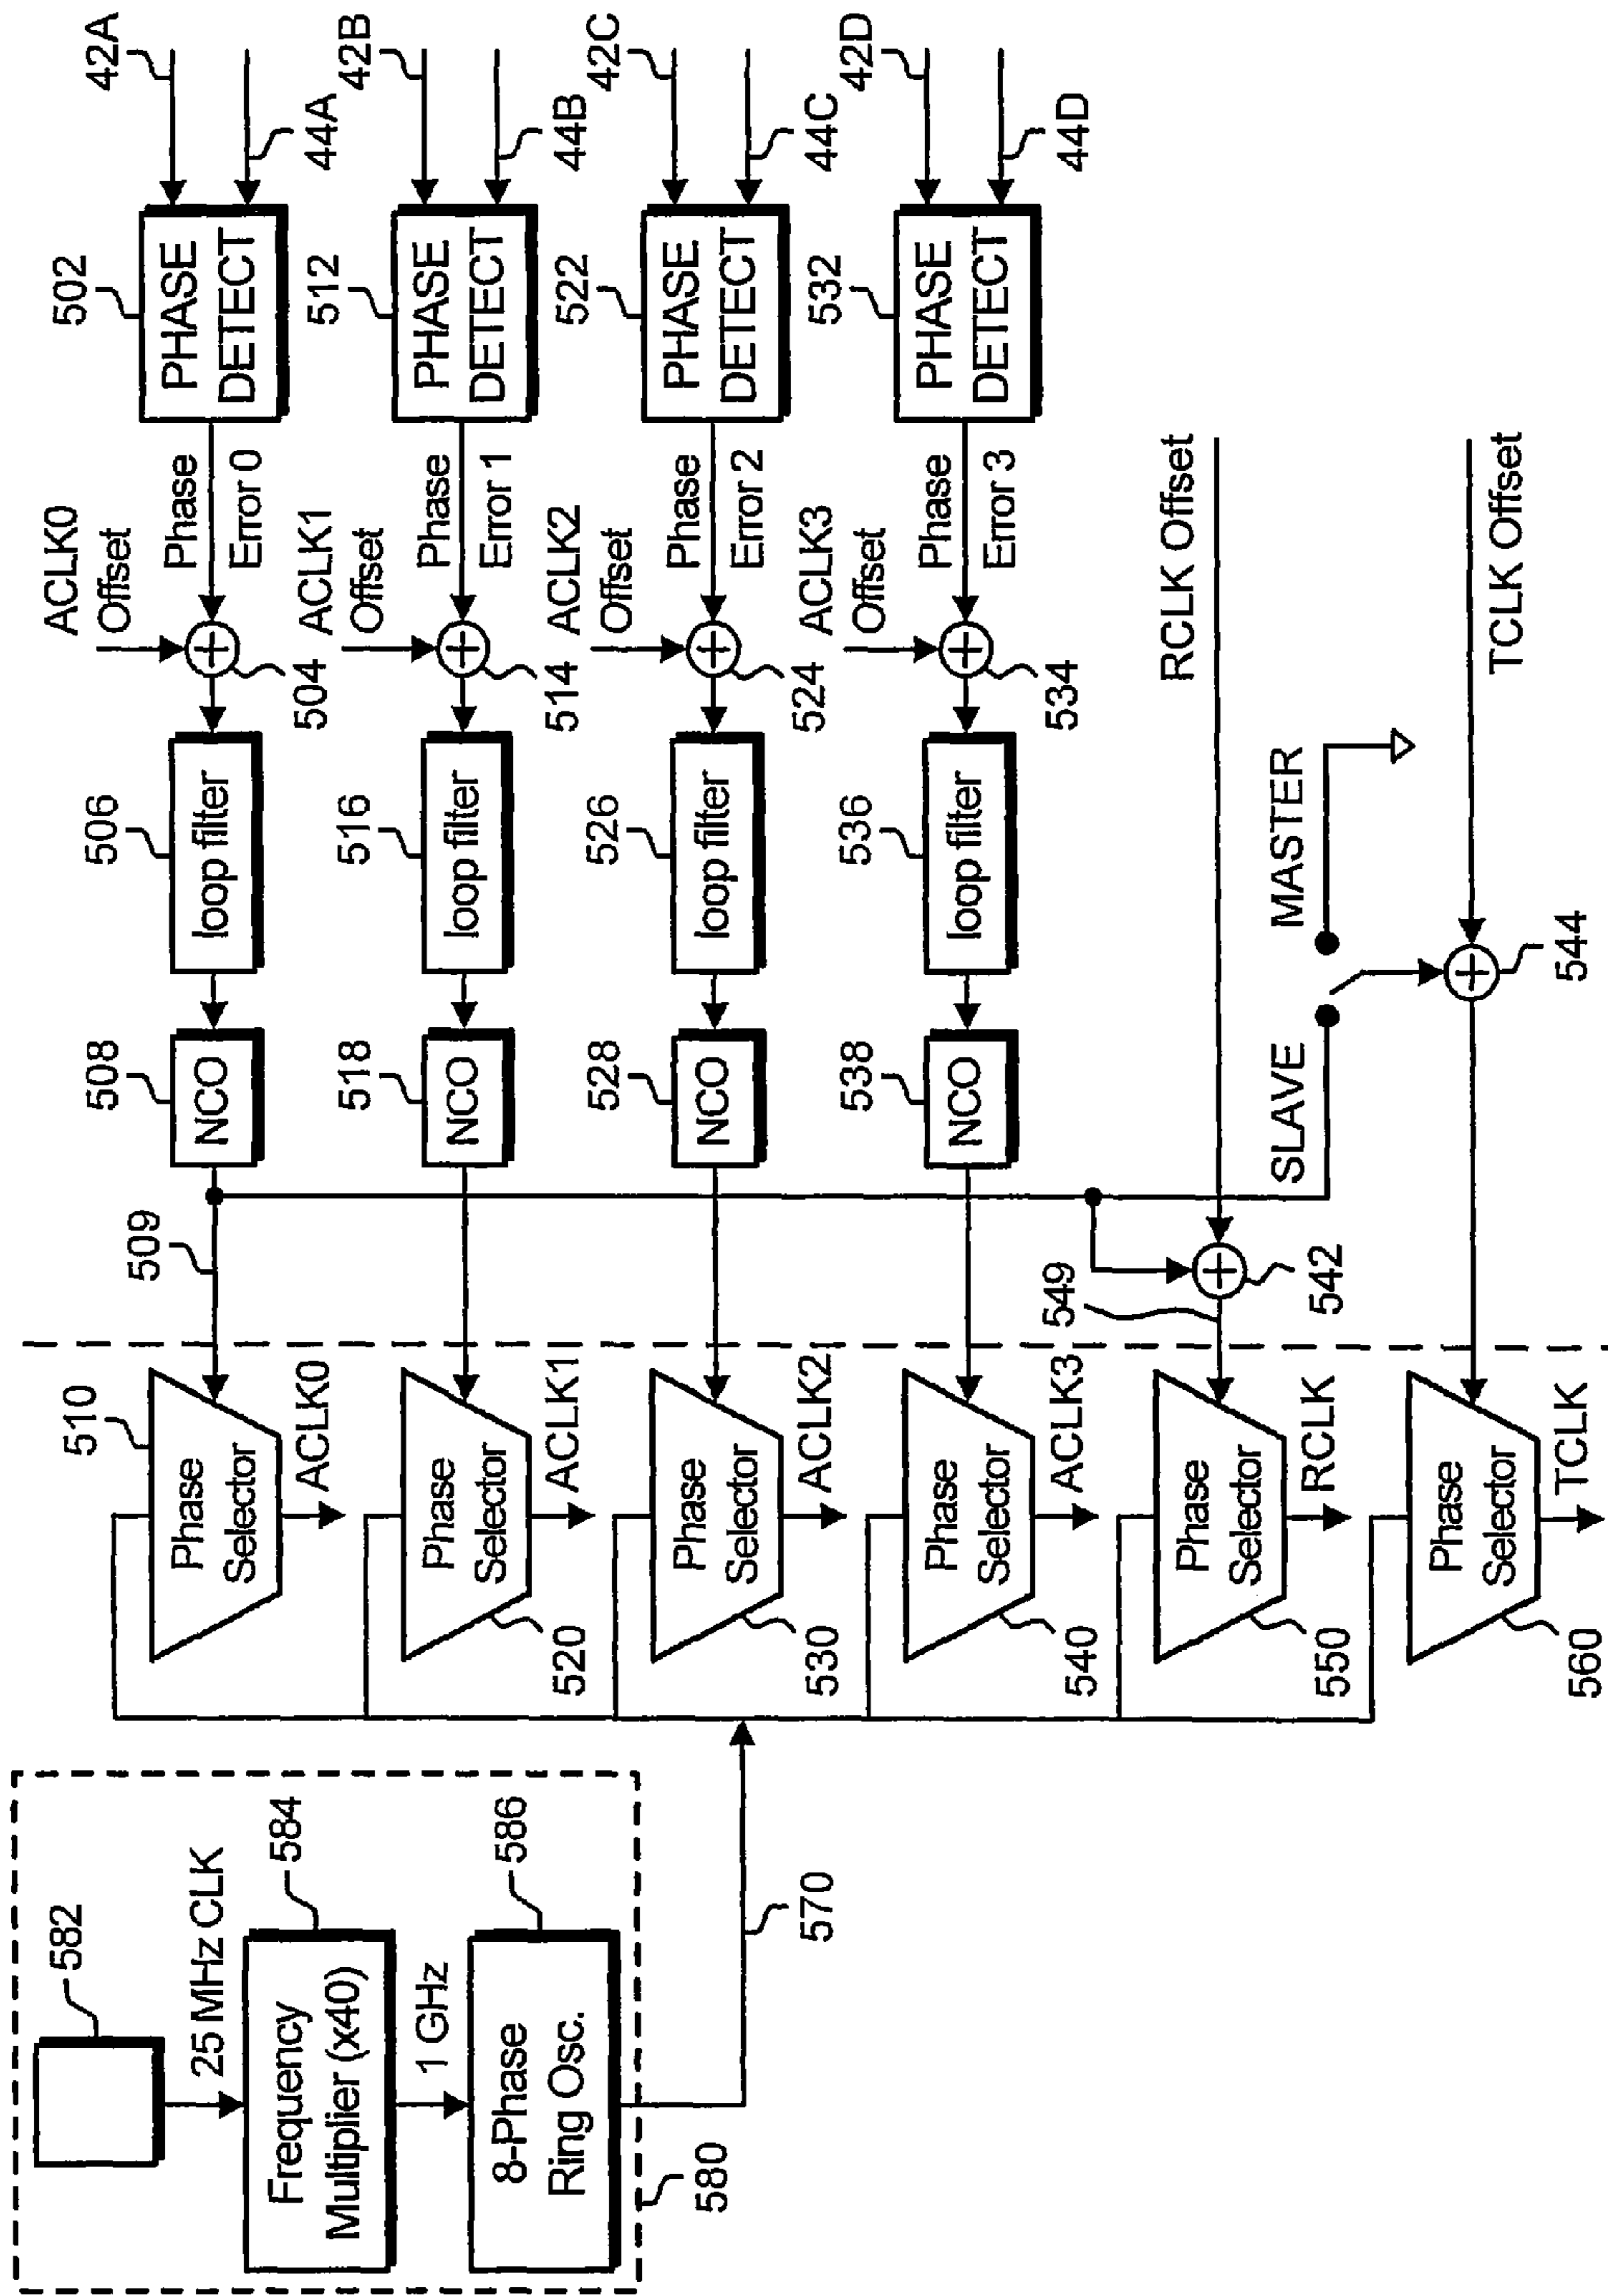 582
25 MHz CLK
584
Frequency
Multiplier (x40)
1 GHz
586
8-Phase
Ring Osc.
580
570
510
Phase
Selector
ACLK0
509
508
NCO
506
loop filter
504
ACLK0
Offset
Phase
Error 0
502
PHASE
DETECT
42A
44A
520
Phase
Selector
ACLK1
518
NCO
516
loop filter
514
ACLK1
Offset
Phase
Error 1
512
PHASE
DETECT
42B
44B
530
Phase
Selector
ACLK2
528
NCO
526
loop filter
524
ACLK2
Offset
Phase
Error 2
522
PHASE
DETECT
42C
44C
540
Phase
Selector
ACLK3
538
NCO
536
loop filter
534
ACLK3
Offset
Phase
Error 3
532
PHASE
DETECT
42D
44D
550
Phase
Selector
RCLK
549
542
RCLK Offset
SLAVE
MASTER
560
Phase
Selector
TCLK
544
TCLK Offset